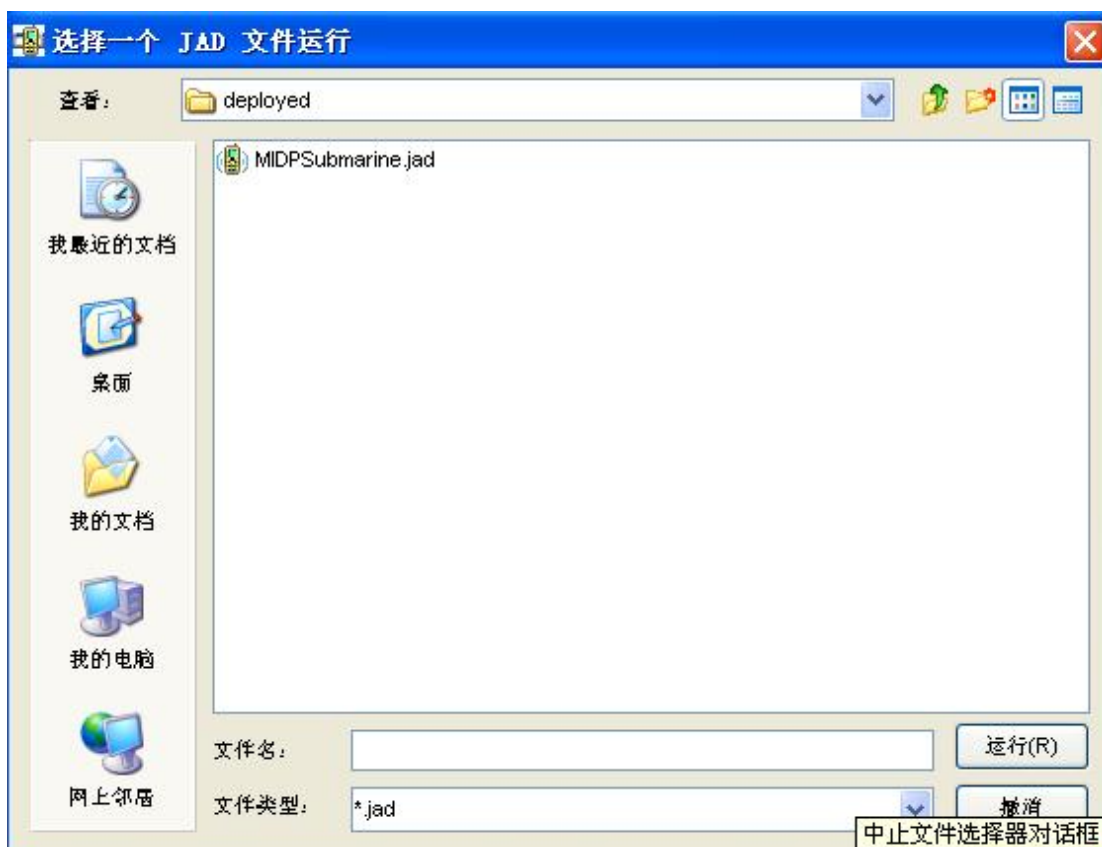 选择一个 JAD 文件运行
查看：
deployed
MIDPSubmarine.jad
我最近的文档
桌面
我的文档
我的电脑
网上邻居
文件名：
运行(R)
文件类型：
*.jad
撤消
中止文件选择器对话框